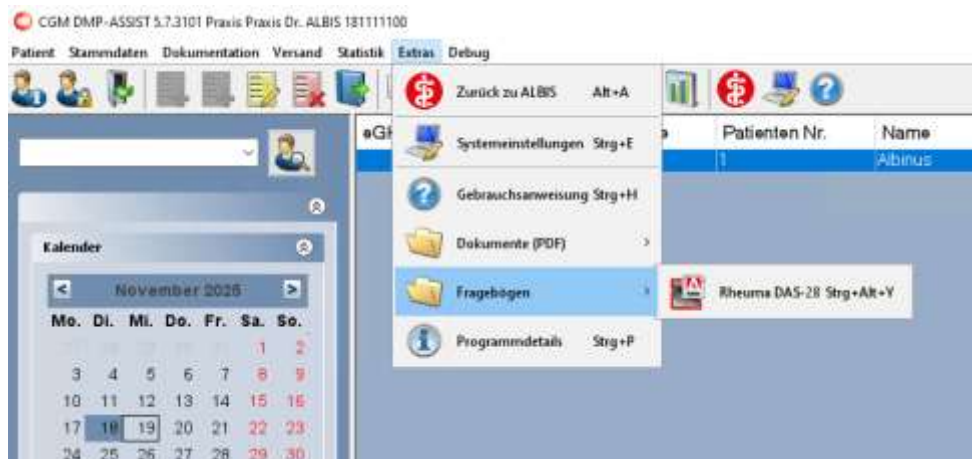 CGM DMP-ASSIST 5.7.3101 Praxis Praxis Dr. ALBIS 181111100
Patient Stammdaten Dokumentation Versand Statistik Extras Debug
Zurück zu ALBIS Alt+A
Systemeinstellungen Strg+E
Gebrauchsanweisung Strg+H
Dokumente (PDF)
Fragebögen
Rheuma DAS-28 Strg+Alt+Y
Programmdetails Strg+P
Patienten Nr. Name
1 Albinus
Kalender
November 2025
Mo. Di. Mi. Do. Fr. Sa. So.
1 2
3 4 5 6 7 8 9
10 11 12 13 14 15 16
17 18 19 20 21 22 23
24 25 26 27 28 29 30